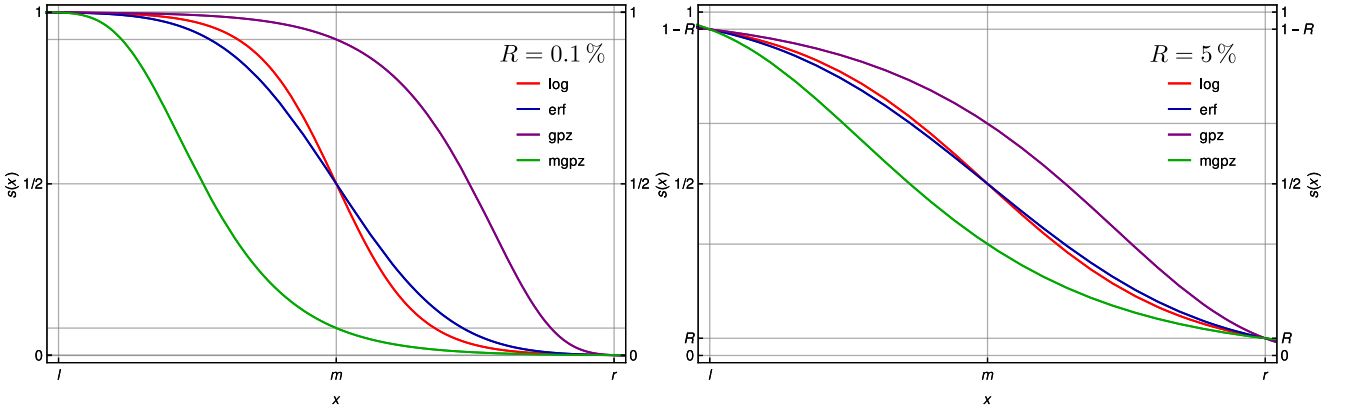 1
1
R = 0.1 %
log
erf
gpz
mgpz
s(x)
1/2
1/2
0
0
l
m
r
x
1
1
1 − R
1 − R
R = 5 %
log
erf
gpz
mgpz
s(x)
1/2
1/2
s(x)
R
R
0
0
l
m
r
x